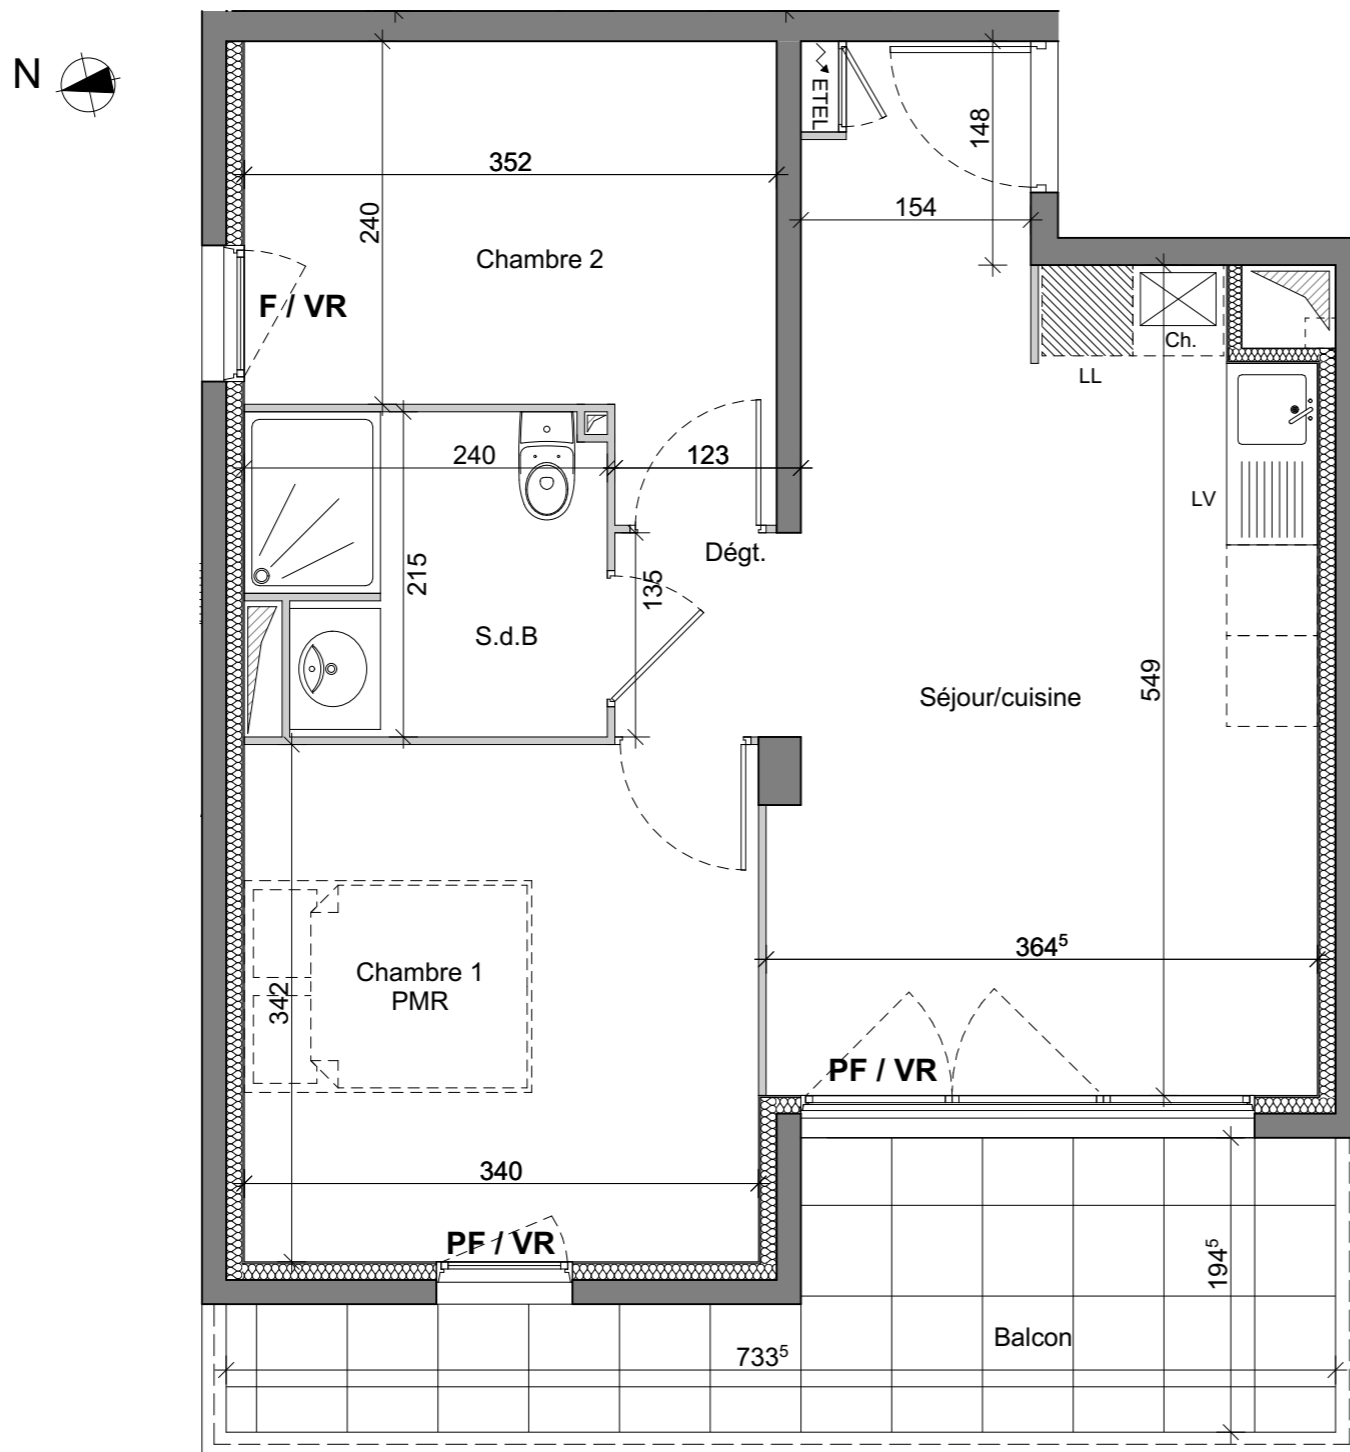 N
ETEL
148
352
154
240
Chambre 2
F / VR
Ch.
LL
240
123
LV
Dégt.
215
135
S.d.B
549
Séjour/cuisine
364⁵
Chambre 1
PMR
342
PF / VR
340
PF / VR
194⁵
Balcon
733⁵